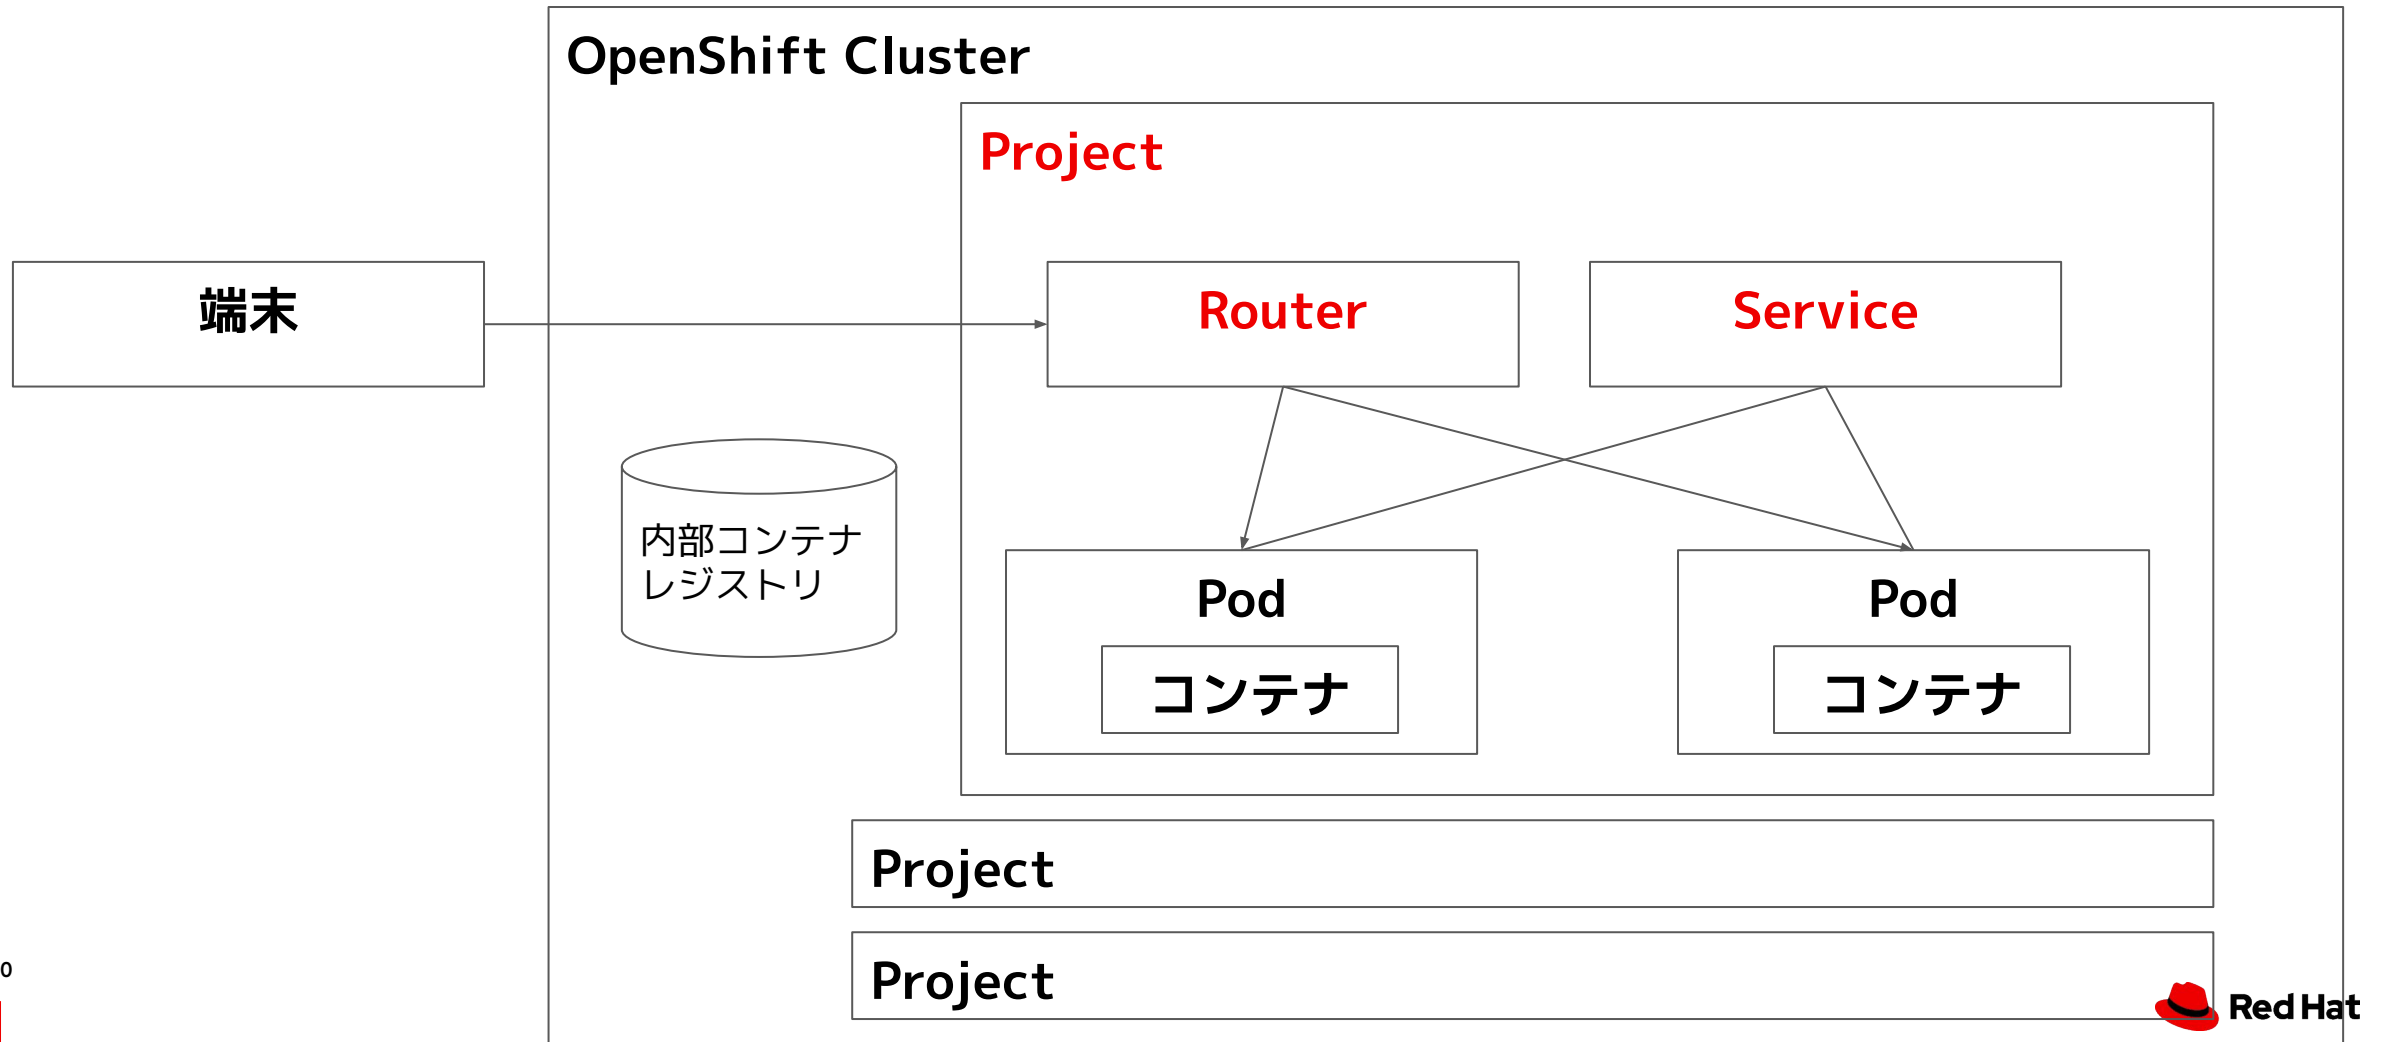 OpenShift Cluster
Project
端末
Router
Service
内部コンテナ
レジストリ
Pod
コンテナ
Pod
コンテナ
Project
Project
0
Red Hat